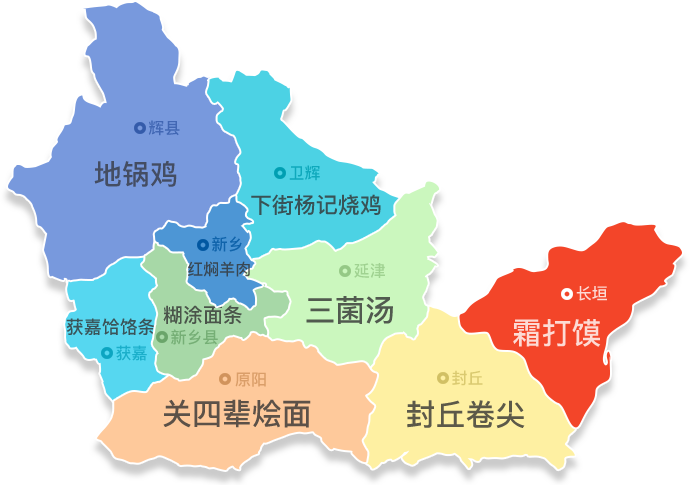 辉县
地锅鸡
卫辉
下街杨记烧鸡
新乡
红焖羊肉
延津
三菌汤
长垣
霜打馍
获嘉饸饹条
获嘉
糊涂面条
新乡县
原阳
关四辈烩面
封丘
封丘卷尖